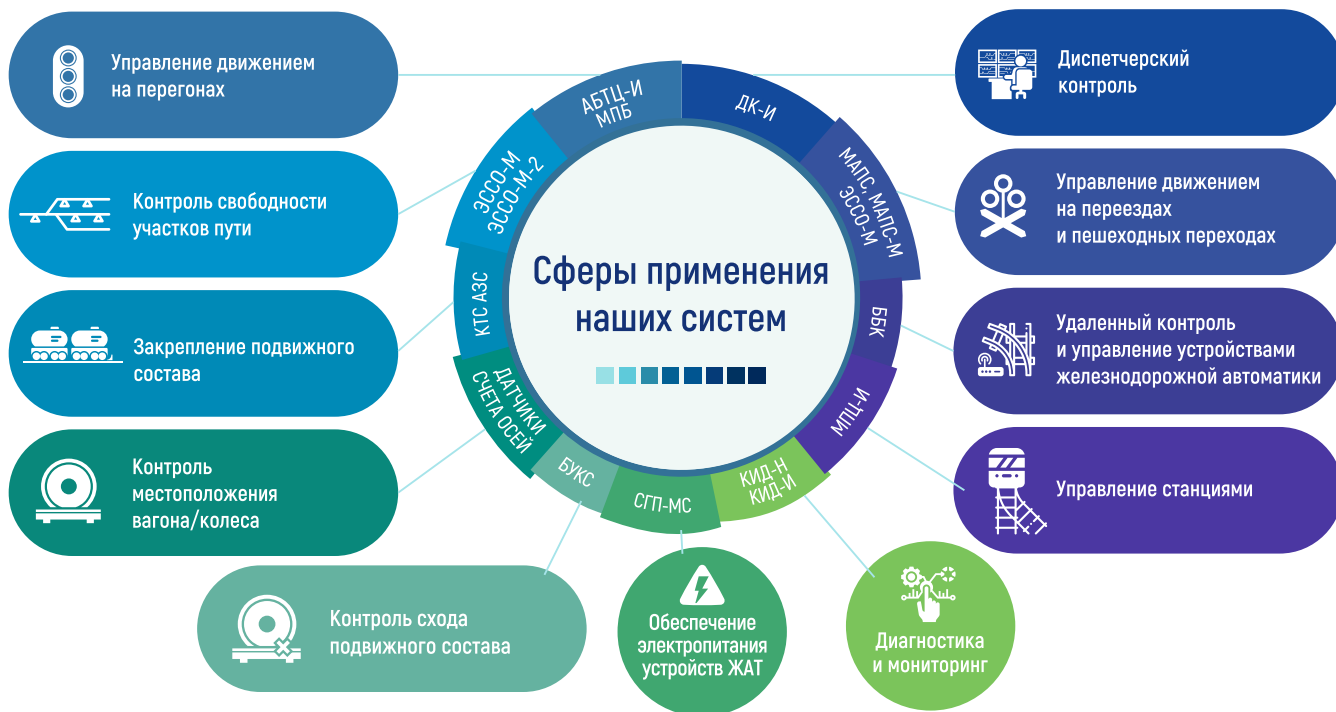 Управление движением
на перегонах
Контроль свободности
участков пути
Закрепление подвижного
состава
Контроль
местоположения
вагона/колеса
Контроль схода
подвижного состава
Обеспечение
электропитания
устройств ЖАТ
Диагностика
и мониторинг
Диспетчерский
контроль
Управление движением
на переездах
и пешеходных переходах
Удаленный контроль
и управление устройствами
железнодорожной автоматики
Управление станциями
АБТЦ-И
МПБ
ДК-И
МАПС, МАПС-М
ЭССО-М
ББК
МПЦ-И
КИД-Н
КИД-И
СГП-МС
БУКС
ДАТЧИКИ
СЧЕТА ОСЕЙ
КТС АЗС
ЭССО-М
ЭССО-М-2
Сферы применения
наших систем